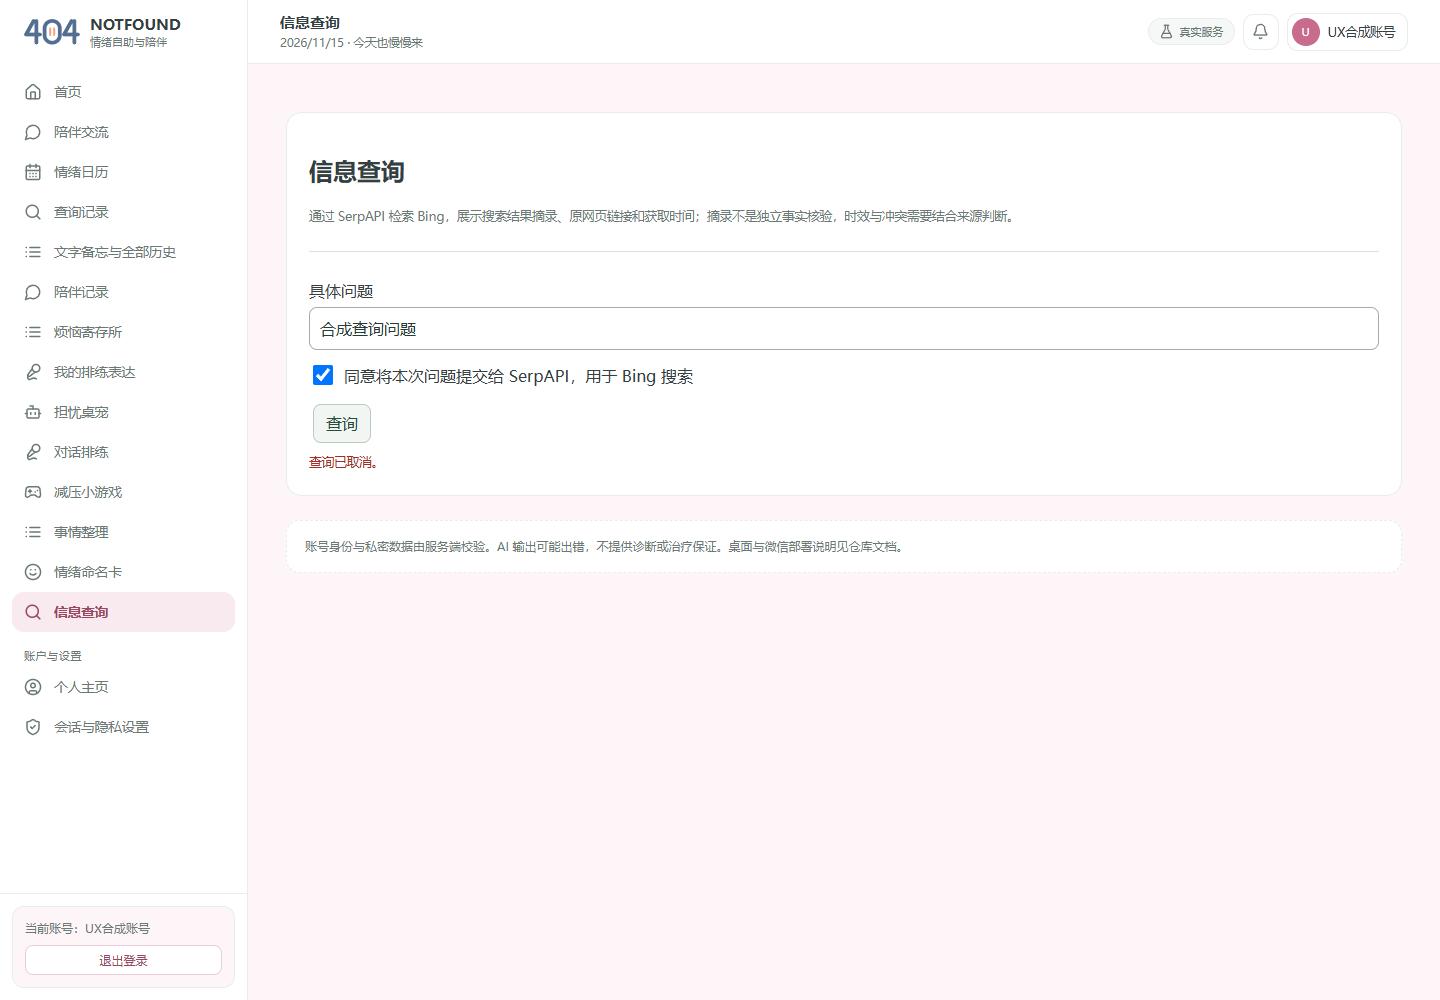 404 NOTFOUND
情绪自助与陪伴
首页
陪伴交流
情绪日历
查询记录
文字备忘与全部历史
陪伴记录
烦恼寄存所
我的排练表达
担忧桌宠
对话排练
减压小游戏
事情整理
情绪命名卡
信息查询
账户与设置
个人主页
会话与隐私设置
当前账号：UX合成账号
退出登录
信息查询
2026/11/15 · 今天也慢慢来
真实服务
U
UX合成账号
信息查询
通过 SerpAPI 检索 Bing，展示搜索结果摘录、原网页链接和获取时间；摘录不是独立事实核验，时效与冲突需要结合来源判断。
具体问题
合成查询问题
同意将本次问题提交给 SerpAPI，用于 Bing 搜索
查询
查询已取消。
账号身份与私密数据由服务端校验。AI 输出可能出错，不提供诊断或治疗保证。桌面与微信部署说明见仓库文档。